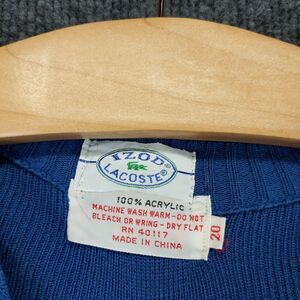 IZOD®
LACOSTE®
100% ACRYLIC
MACHINE WASH WARM-DO NOT
BLEACH OR WRING - DRY FLAT
RN 40117
MADE IN CHINA
20